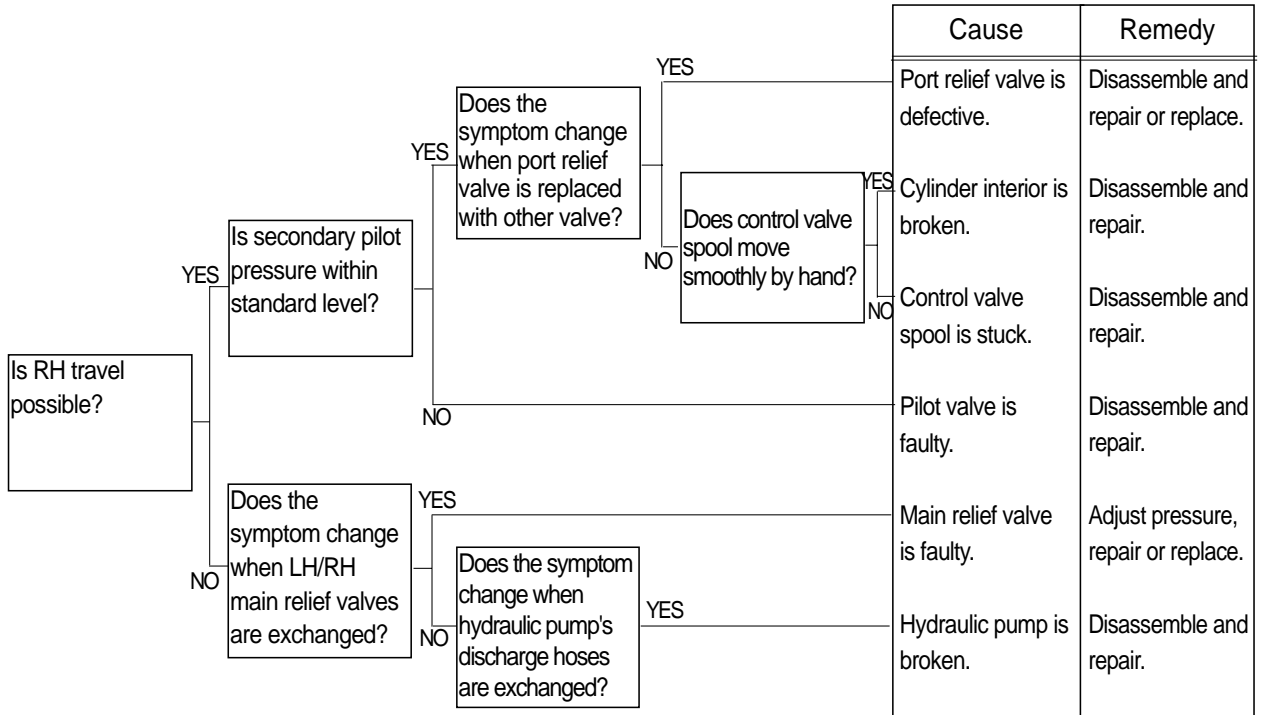 Cause
Remedy
YES
Port relief valve is
defective.
Disassemble and
repair or replace.
Does the
symptom change
when port relief
valve is replaced
with other valve?
YES
YES
Cylinder interior is
broken.
Disassemble and
repair.
Does control valve
spool move
smoothly by hand?
NO
Is secondary pilot
pressure within
standard level?
YES
NO
Control valve
spool is stuck.
Disassemble and
repair.
Is RH travel
possible?
NO
Pilot valve is
faulty.
Disassemble and
repair.
Does the
symptom change
when LH/RH
main relief valves
are exchanged?
NO
YES
Main relief valve
is faulty.
Adjust pressure,
repair or replace.
Does the symptom
change when
hydraulic pump's
discharge hoses
are exchanged?
NO
YES
Hydraulic pump is
broken.
Disassemble and
repair.